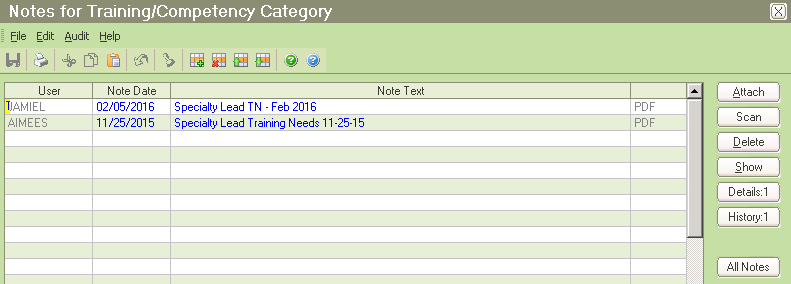 Notes for Training/Competency Category
File Edit Audit Help
User Note Date Note Text
JAMIEL 02/05/2016 Specialty Lead TN - Feb 2016 PDF
AIMEES 11/25/2015 Specialty Lead Training Needs 11-25-15 PDF
Attach
Scan
Delete
Show
Details:1
History:1
All Notes